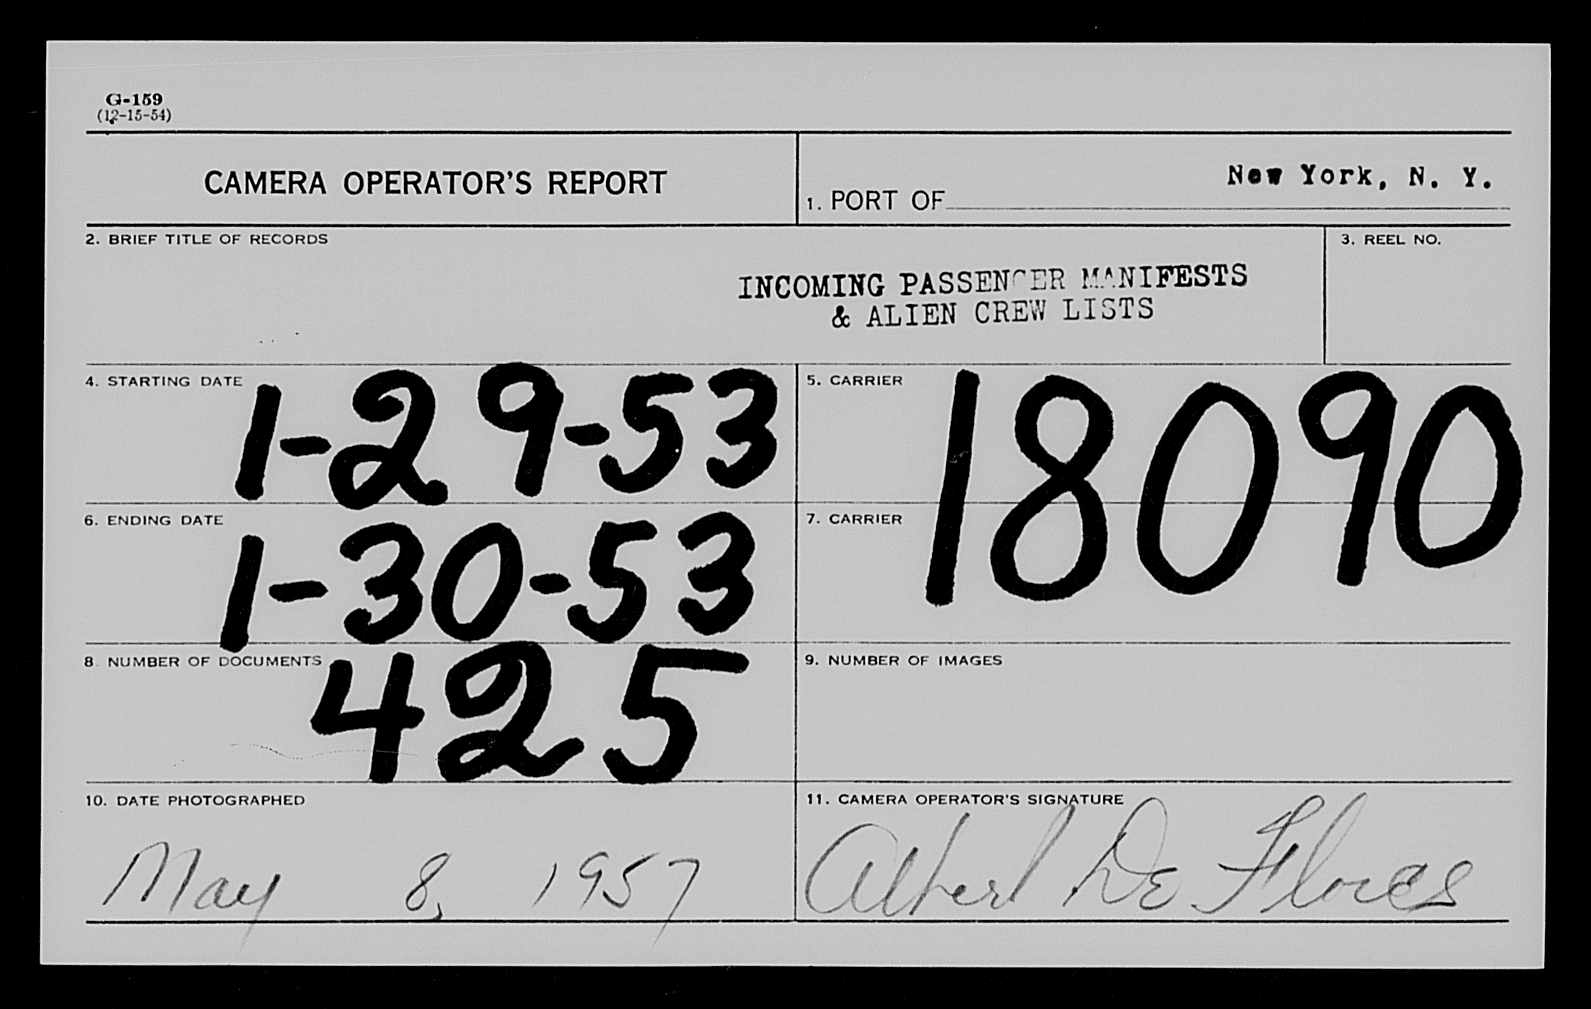 G-159
(12-15-54)
CAMERA OPERATOR'S REPORT
1. PORT OF New York, N. Y.
2. BRIEF TITLE OF RECORDS
INCOMING PASSENGER MANIFESTS
& ALIEN CREW LISTS
3. REEL NO.
4. STARTING DATE
1-29-53
5. CARRIER
18090
6. ENDING DATE
1-30-53
7. CARRIER
8. NUMBER OF DOCUMENTS
425
9. NUMBER OF IMAGES
10. DATE PHOTOGRAPHED
May 8, 1957
11. CAMERA OPERATOR'S SIGNATURE
Albert De Flores